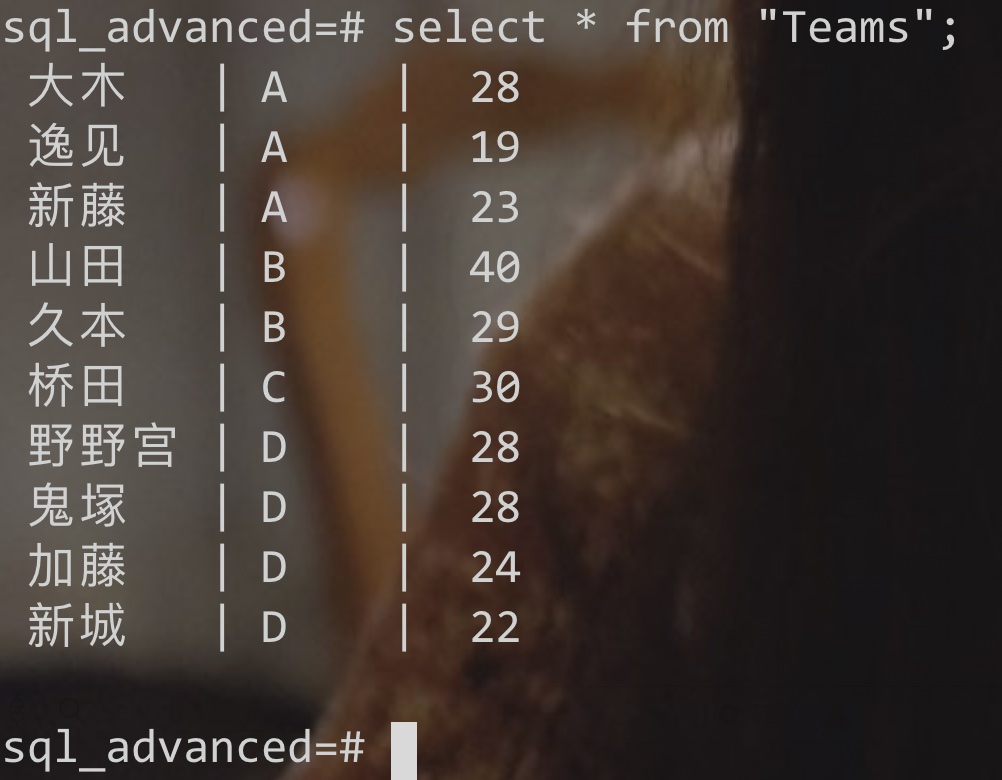 sql_advanced=# select * from "Teams";
大木 | A | 28
逸见 | A | 19
新藤 | A | 23
山田 | B | 40
久本 | B | 29
桥田 | C | 30
野野宫 | D | 28
鬼塚 | D | 28
加藤 | D | 24
新城 | D | 22
sql_advanced=#